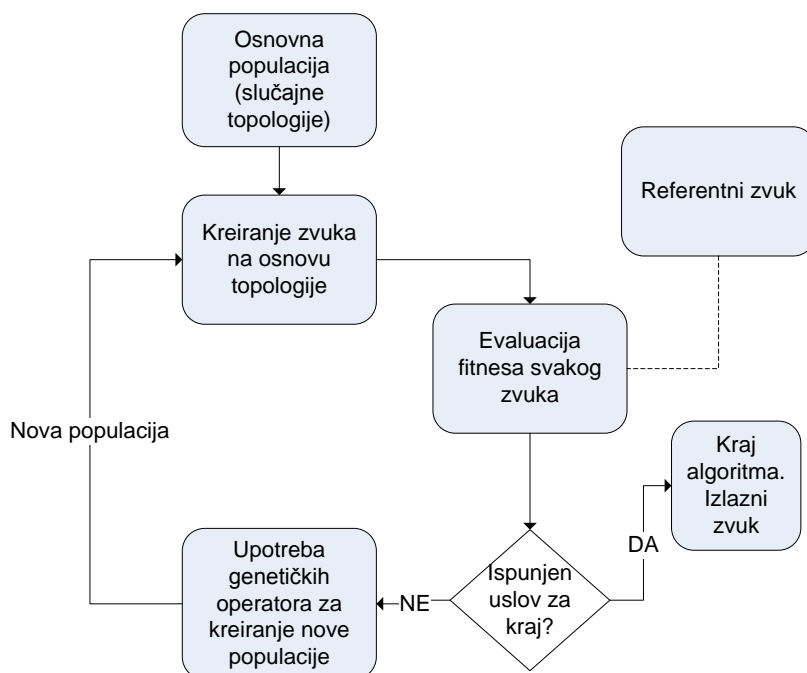 Osnovna
populacija
(slučajne
topologije)
Referentni zvuk
Kreiranje zvuka
na osnovu
topologije
Evaluacija
fitnesa svakog
zvuka
Nova populacija
Kraj
algoritma.
Izlazni
zvuk
DA
Ispunjen
uslov za
kraj?
NE
Upotreba
genetičkih
operatora za
kreiranje nove
populacije